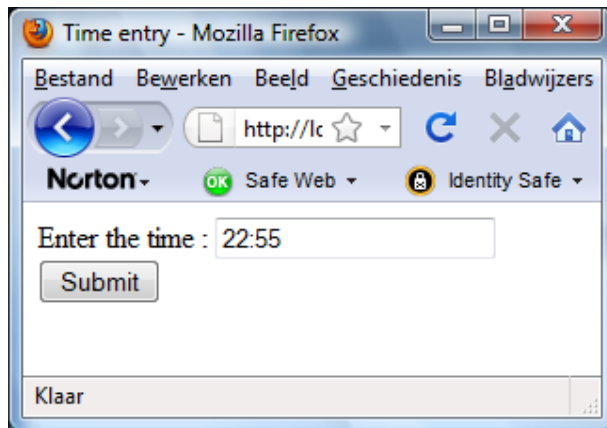 Time entry - Mozilla Firefox
Bestand Bewerken Beeld Geschiedenis Bladwijzers
http://lc
Norton OK Safe Web Identity Safe
Enter the time : 22:55
Submit
Klaar